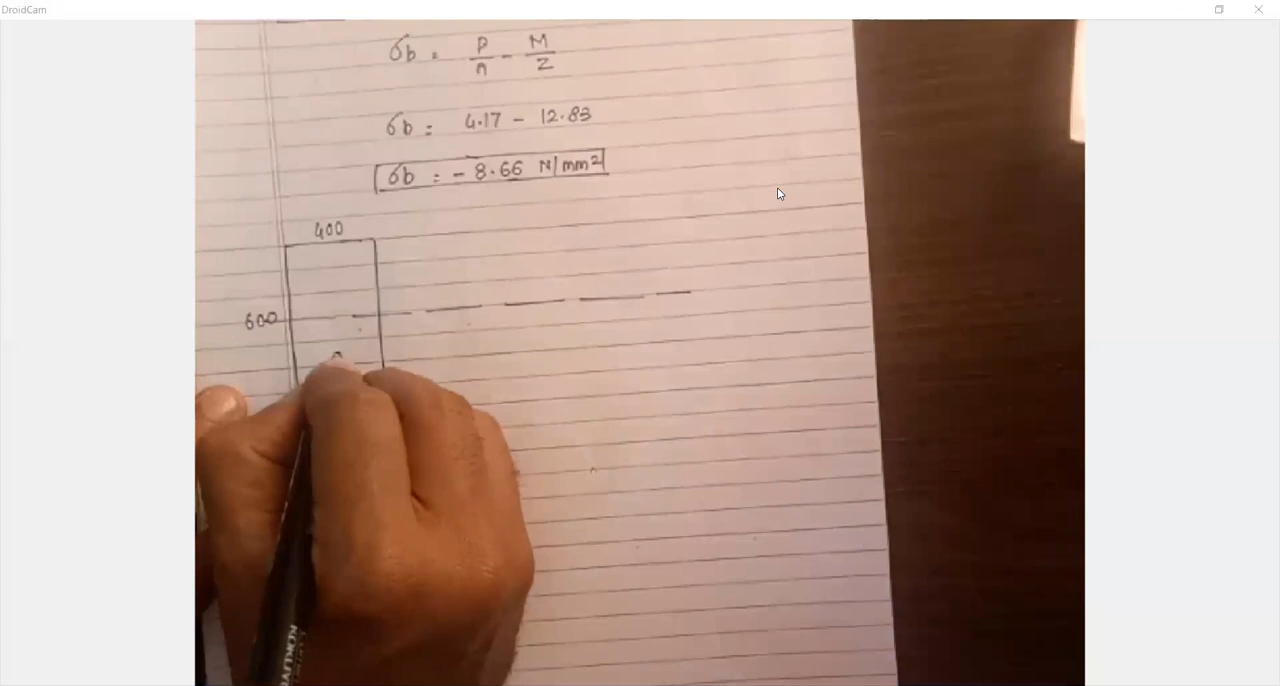 DroidCam
σb = P/A - M/Z
σb = 4.17 - 12.83
σb = - 8.66 N/mm²
400
600